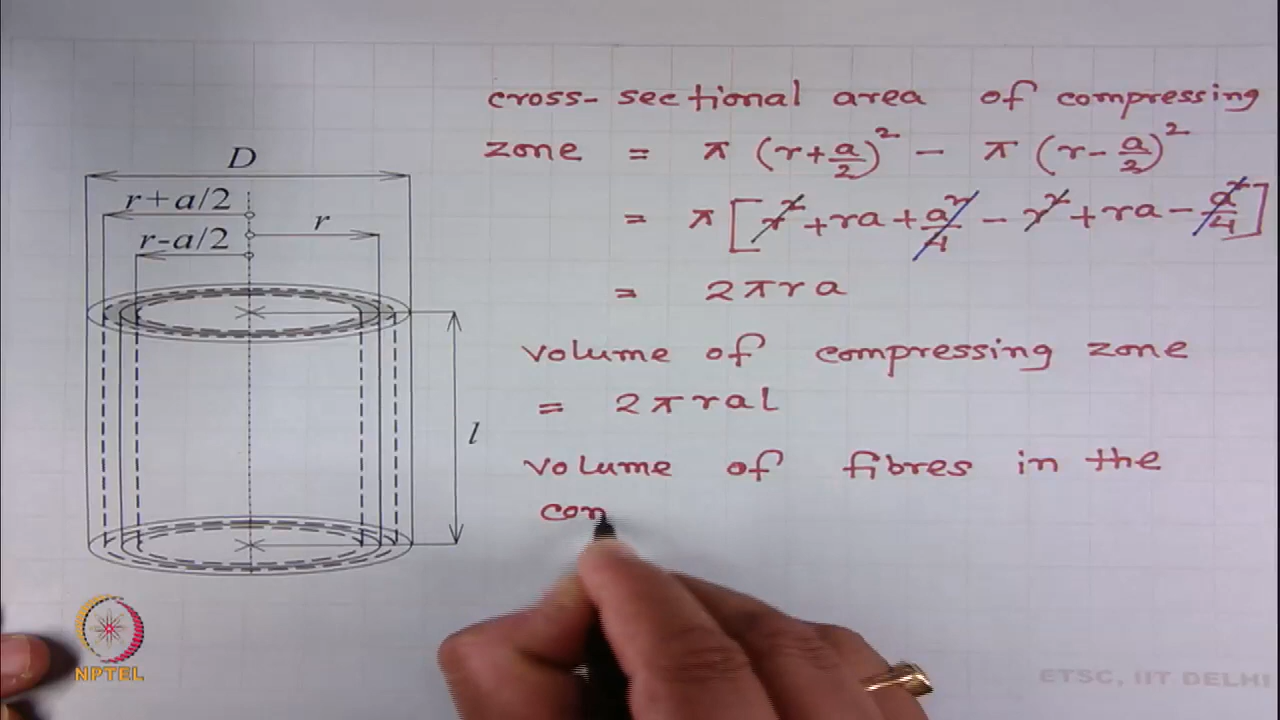 cross-sectional area of compressing
zone = π (r+a/2)² - π (r-a/2)²
= π [r² + ra + a²/4 - r² + ra - a²/4]
= 2πra
volume of compressing zone
= 2πral
volume of fibres in the
com
D
r+a/2
r
r-a/2
l
NPTEL
ETSC, IIT DELHI